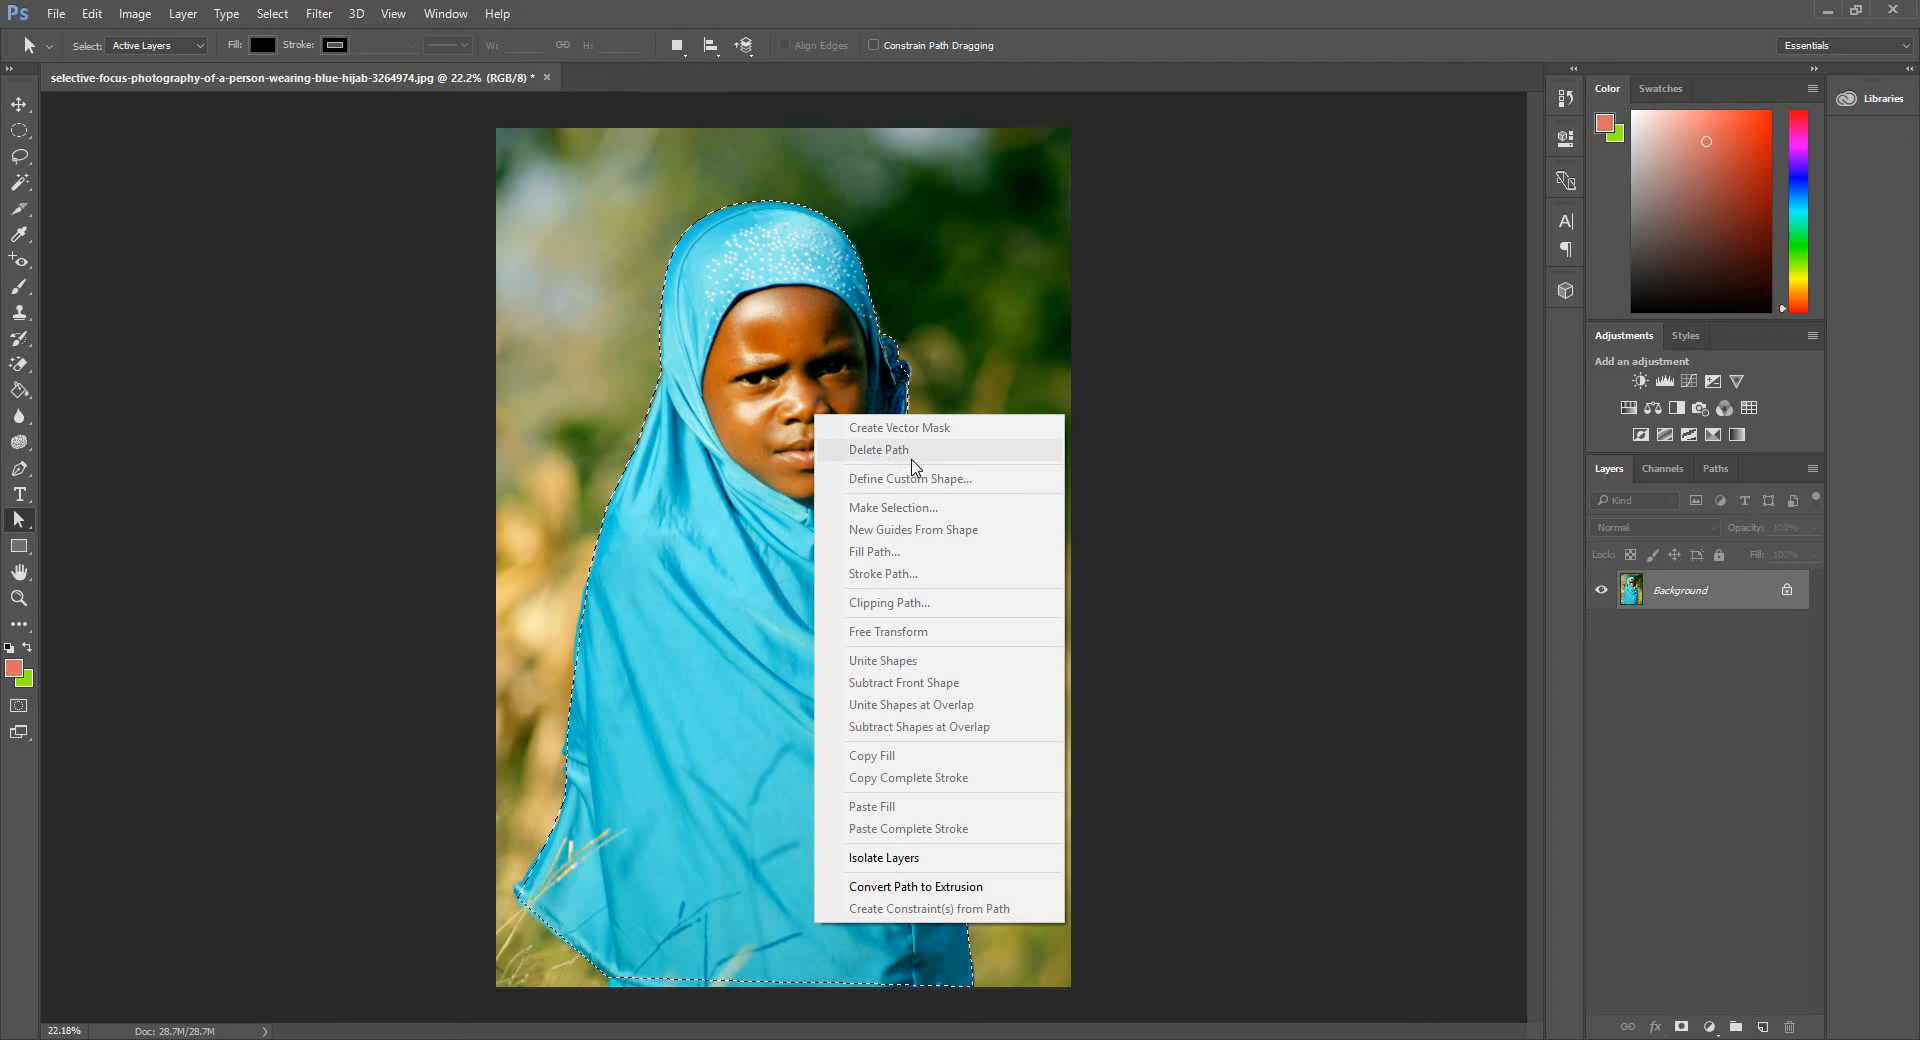 Ps File Edit Image Layer Type Select Filter 3D View Window Help
Select: Active Layers Fill: Stroke: W: H: Align Edges Constrain Path Dragging Essentials
selective-focus-photography-of-a-person-wearing-blue-hijab-3264974.jpg @ 22.2% (RGB/8) * ×
Color Swatches
Libraries
Adjustments Styles
Add an adjustment
Layers Channels Paths
Kind
Normal Opacity: 100%
Lock: Fill: 100%
Background
Create Vector Mask
Delete Path
Define Custom Shape...
Make Selection...
New Guides From Shape
Fill Path...
Stroke Path...
Clipping Path...
Free Transform
Unite Shapes
Subtract Front Shape
Unite Shapes at Overlap
Subtract Shapes at Overlap
Copy Fill
Copy Complete Stroke
Paste Fill
Paste Complete Stroke
Isolate Layers
Convert Path to Extrusion
Create Constraint(s) from Path
22.18% Doc: 28.7M/28.7M
fx